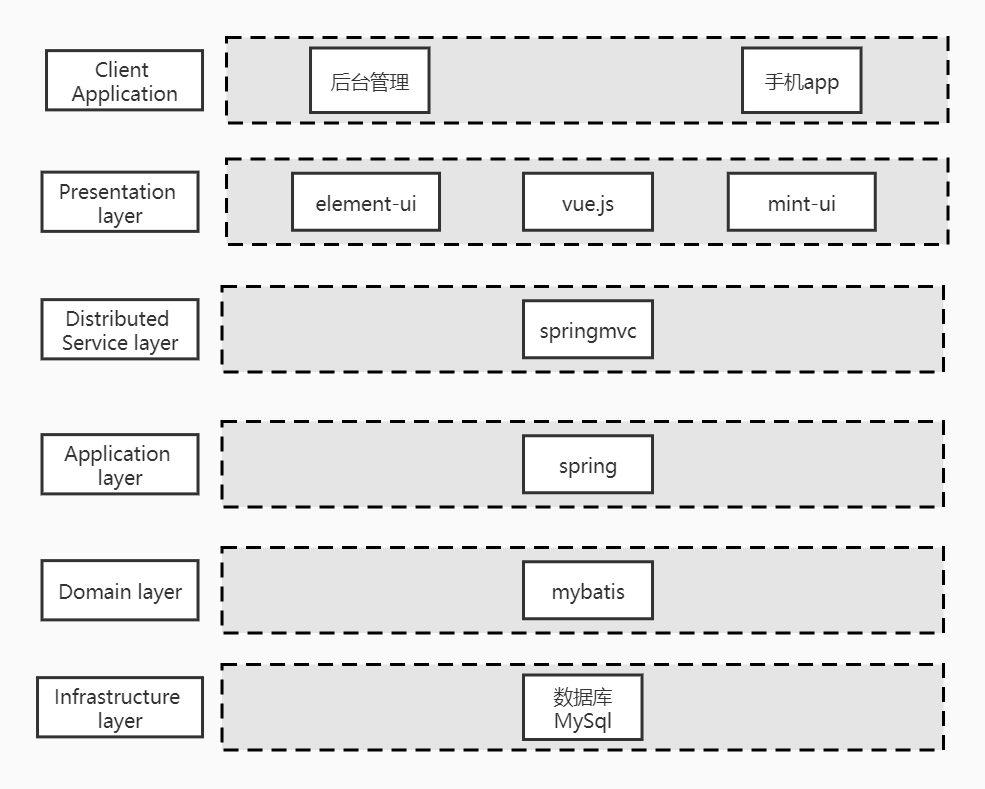 Client
Application
后台管理
手机app
Presentation
layer
element-ui
vue.js
mint-ui
Distributed
Service layer
springmvc
Application
layer
spring
Domain layer
mybatis
Infrastructure
layer
数据库
MySql